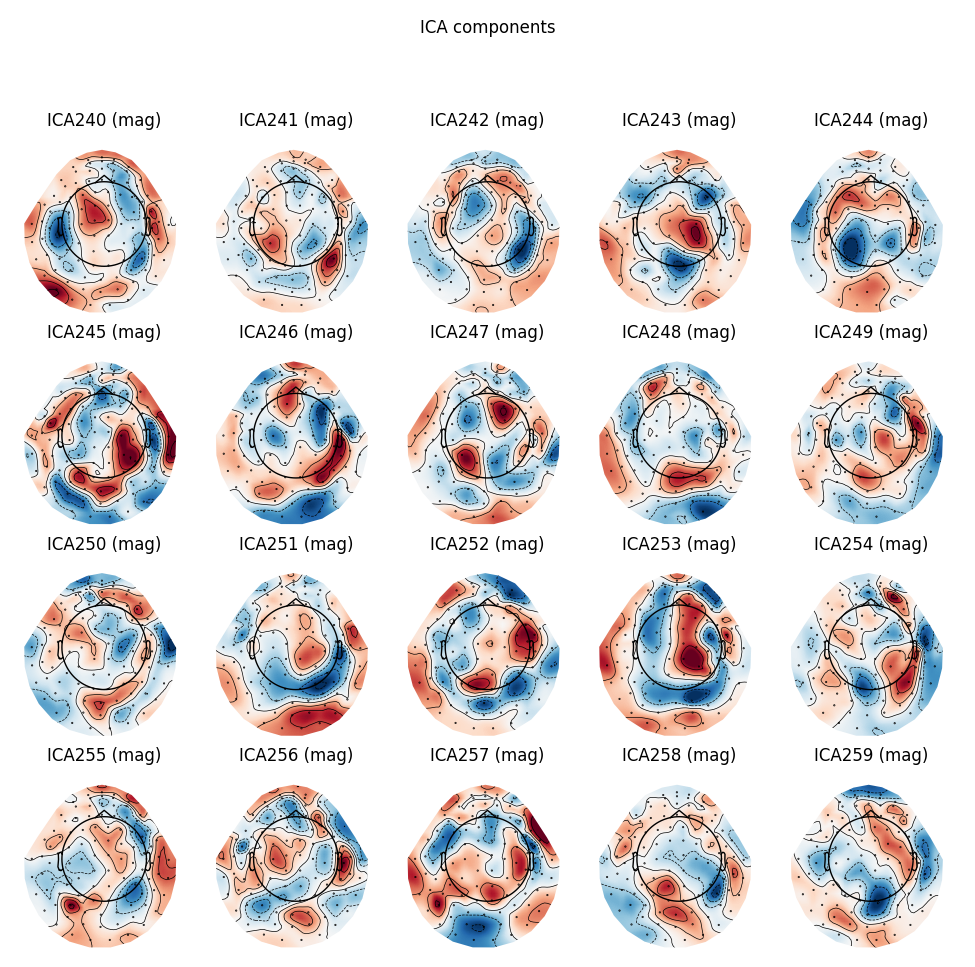 ICA components
ICA240 (mag) ICA241 (mag) ICA242 (mag) ICA243 (mag) ICA244 (mag)
ICA245 (mag) ICA246 (mag) ICA247 (mag) ICA248 (mag) ICA249 (mag)
ICA250 (mag) ICA251 (mag) ICA252 (mag) ICA253 (mag) ICA254 (mag)
ICA255 (mag) ICA256 (mag) ICA257 (mag) ICA258 (mag) ICA259 (mag)